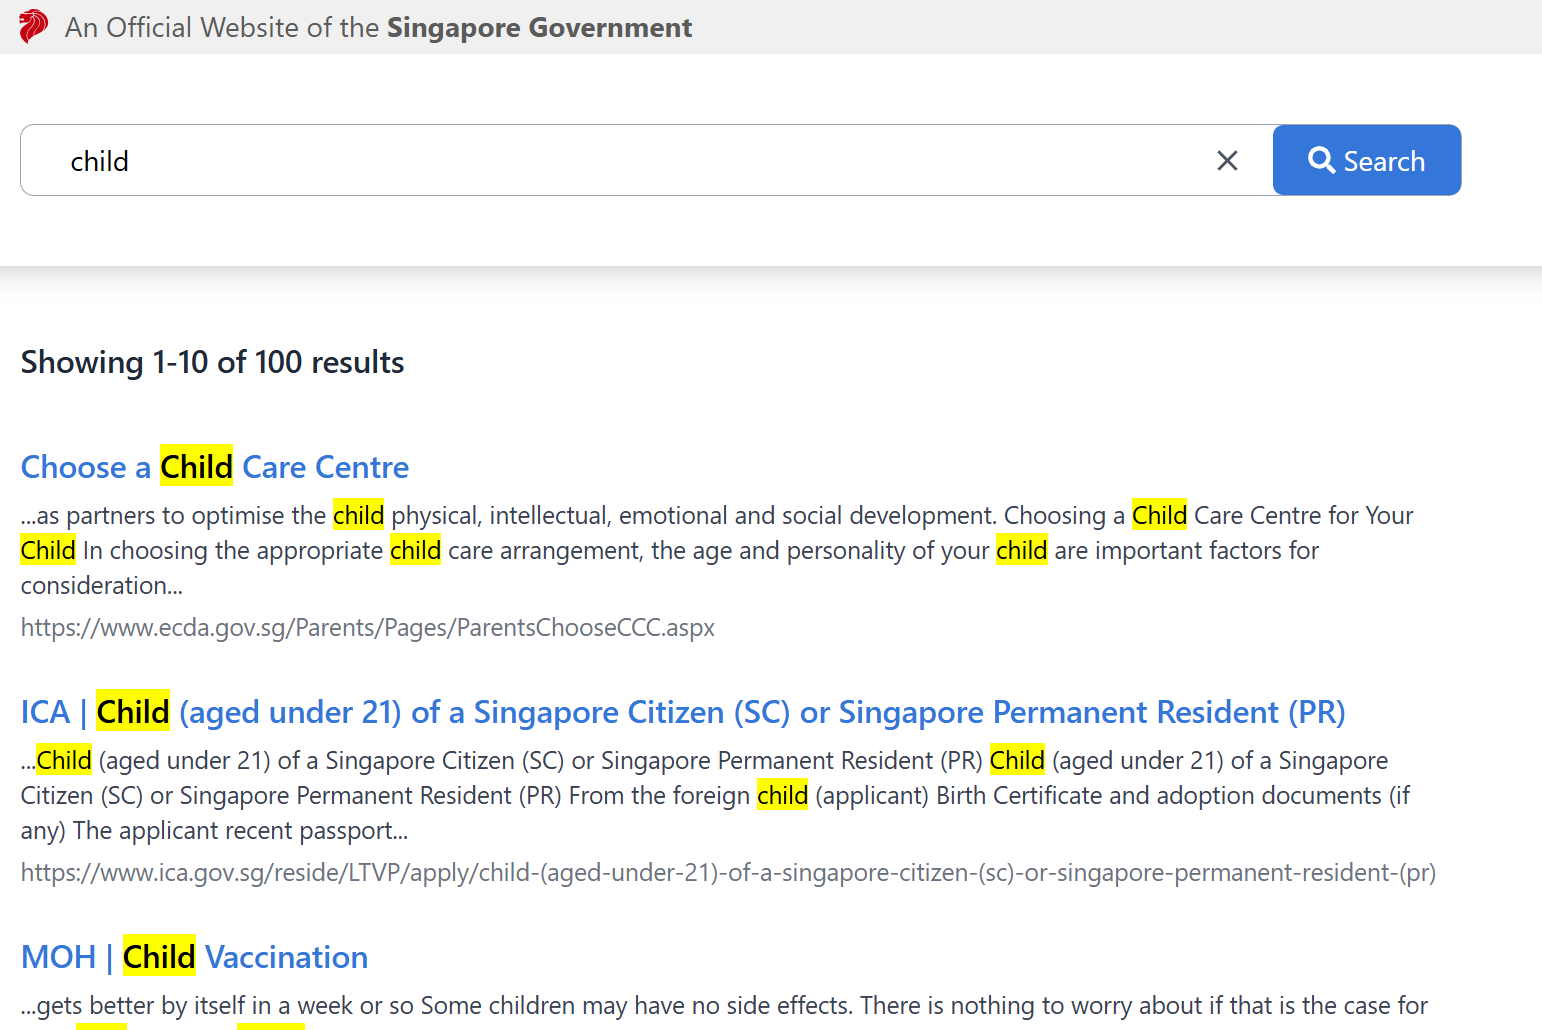 An Official Website of the Singapore Government
child
Search
Showing 1-10 of 100 results
Choose a Child Care Centre
...as partners to optimise the child physical, intellectual, emotional and social development. Choosing a Child Care Centre for Your
Child In choosing the appropriate child care arrangement, the age and personality of your child are important factors for
consideration...
https://www.ecda.gov.sg/Parents/Pages/ParentsChooseCCC.aspx
ICA | Child (aged under 21) of a Singapore Citizen (SC) or Singapore Permanent Resident (PR)
...Child (aged under 21) of a Singapore Citizen (SC) or Singapore Permanent Resident (PR) Child (aged under 21) of a Singapore
Citizen (SC) or Singapore Permanent Resident (PR) From the foreign child (applicant) Birth Certificate and adoption documents (if
any) The applicant recent passport...
https://www.ica.gov.sg/reside/LTVP/apply/child-(aged-under-21)-of-a-singapore-citizen-(sc)-or-singapore-permanent-resident-(pr)
MOH | Child Vaccination
...gets better by itself in a week or so Some children may have no side effects. There is nothing to worry about if that is the case for